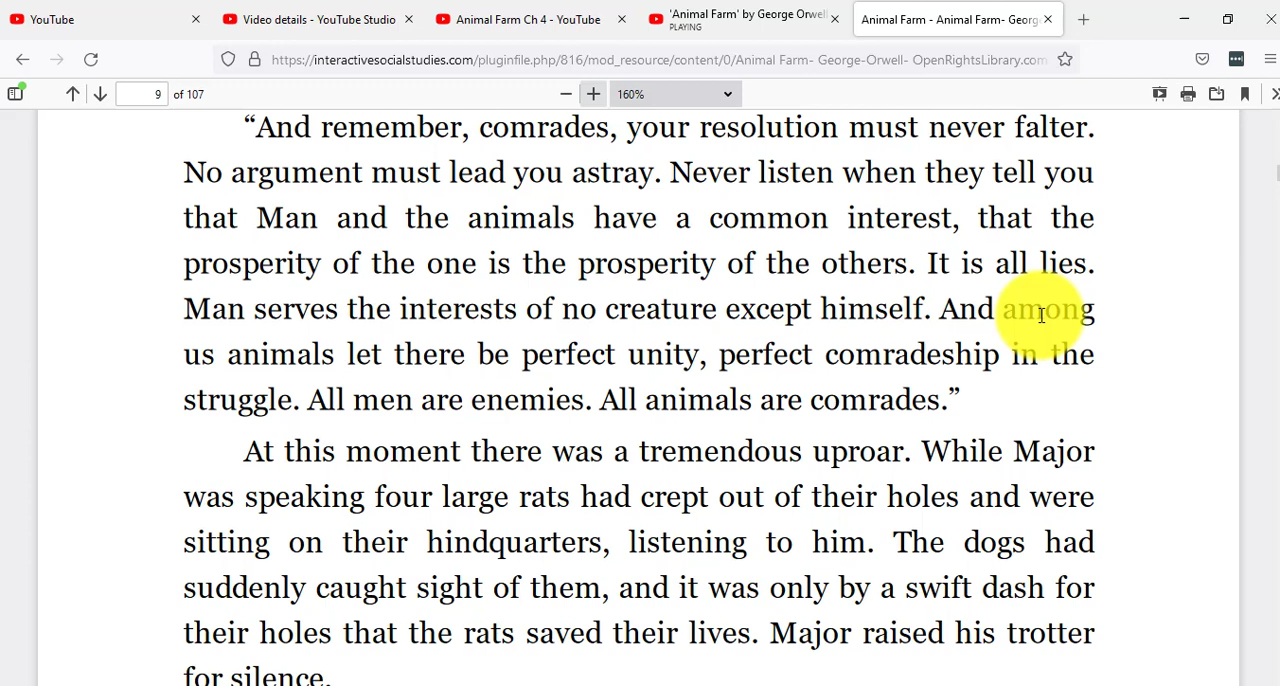 YouTube
Video details - YouTube Studio
Animal Farm Ch 4 - YouTube
'Animal Farm' by George Orwell
PLAYING
Animal Farm - Animal Farm- Georg
https://interactivesocialstudies.com/pluginfile.php/816/mod_resource/content/0/Animal Farm- George-Orwell- OpenRightsLibrary.com
9 of 107
160%
“And remember, comrades, your resolution must never falter.
No argument must lead you astray. Never listen when they tell you
that Man and the animals have a common interest, that the
prosperity of the one is the prosperity of the others. It is all lies.
Man serves the interests of no creature except himself. And among
us animals let there be perfect unity, perfect comradeship in the
struggle. All men are enemies. All animals are comrades.”
At this moment there was a tremendous uproar. While Major
was speaking four large rats had crept out of their holes and were
sitting on their hindquarters, listening to him. The dogs had
suddenly caught sight of them, and it was only by a swift dash for
their holes that the rats saved their lives. Major raised his trotter
for silence.